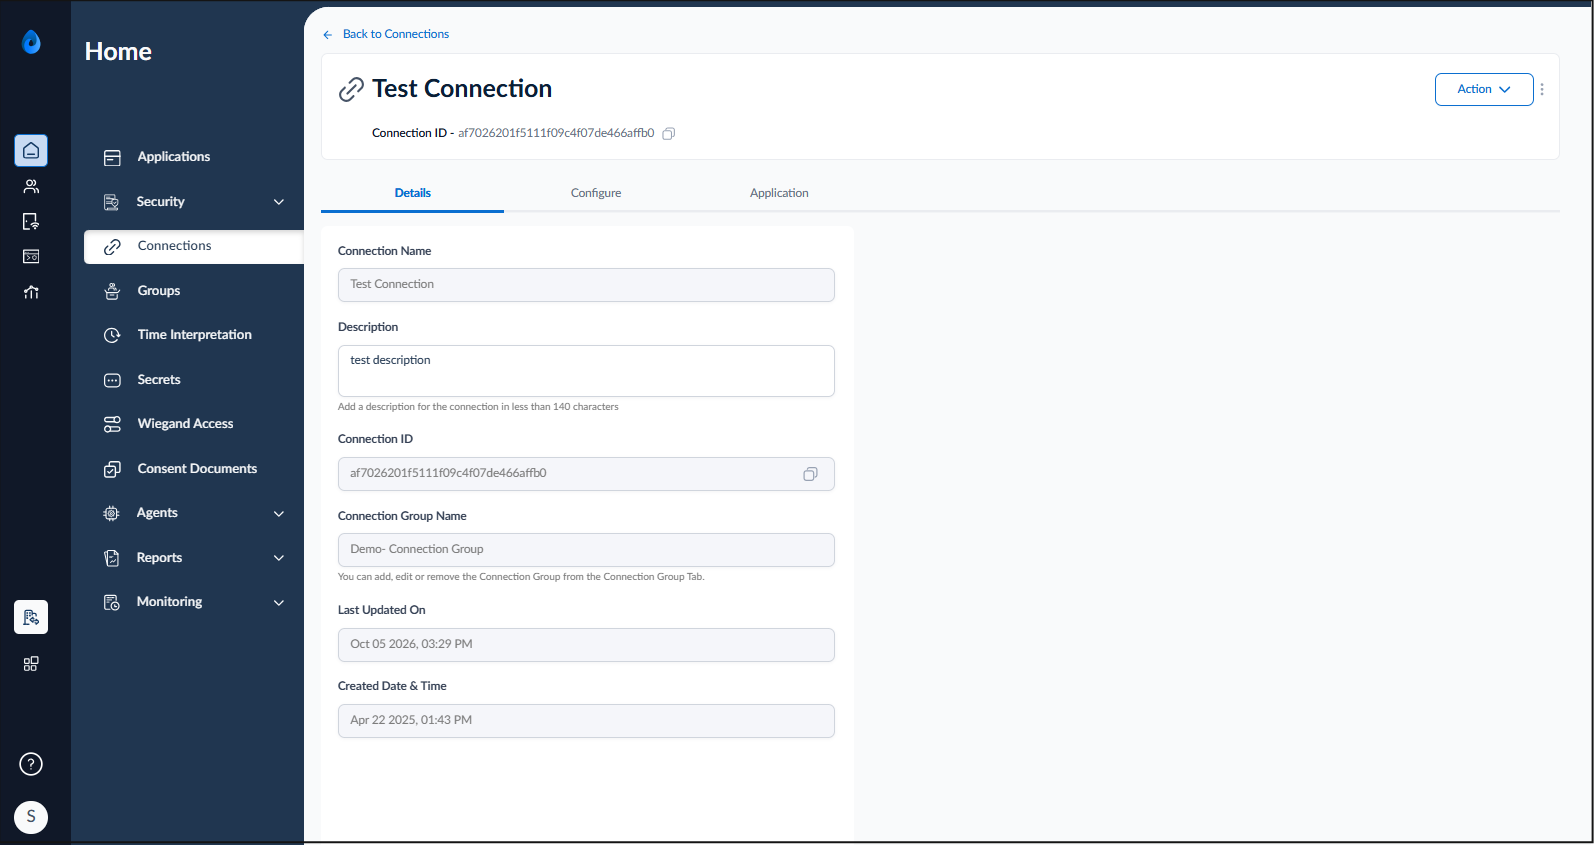 Home
Applications
Security
Connections
Groups
Time Interpretation
Secrets
Wiegand Access
Consent Documents
Agents
Reports
Monitoring
?
S
Back to Connections
Test Connection
Action
Connection ID - af7026201f5111f09c4f07de466affb0
Details Configure Application
Connection Name
Test Connection
Description
test description
Add a description for the connection in less than 140 characters
Connection ID
af7026201f5111f09c4f07de466affb0
Connection Group Name
Demo- Connection Group
You can add, edit or remove the Connection Group from the Connection Group Tab.
Last Updated On
Oct 05 2026, 03:29 PM
Created Date & Time
Apr 22 2025, 01:43 PM